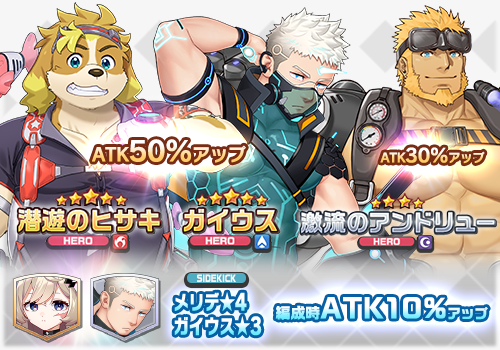 ATK50%アップ
ATK30%アップ
潜遊のヒサキ
HERO
ガイウス
HERO
激流のアンドリュー
HERO
SIDEKICK
メリデ★4
ガイウス★3
編成時ATK10%アップ